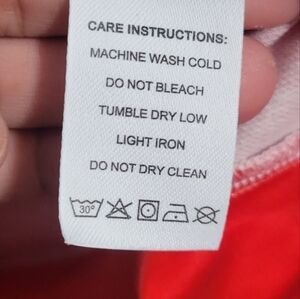 CARE INSTRUCTIONS:
MACHINE WASH COLD
DO NOT BLEACH
TUMBLE DRY LOW
LIGHT IRON
DO NOT DRY CLEAN
30°